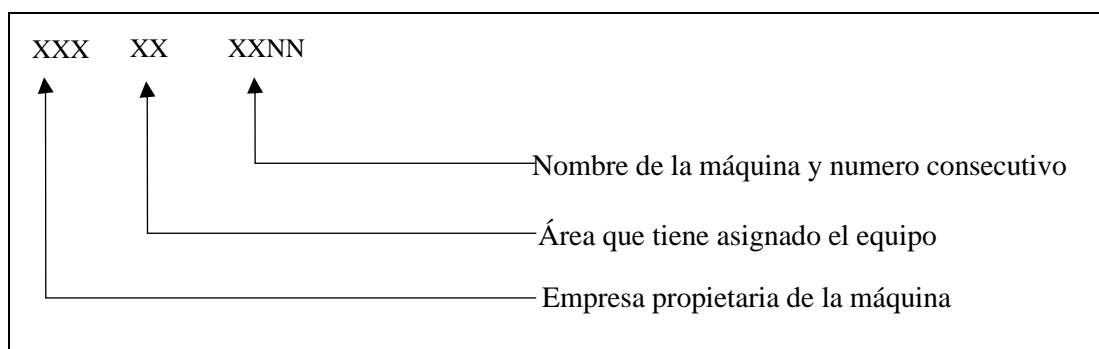 XXX XX XXNN
Nombre de la máquina y numero consecutivo
Área que tiene asignado el equipo
Empresa propietaria de la máquina